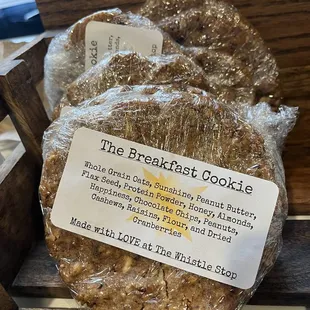 The Breakfast Cookie
Whole Grain Oats, Sunshine, Peanut Butter,
Flax Seed, Protein Powder, Honey, Almonds,
Happiness, Chocolate Chips, Peanuts,
Cashews, Raisins, Flour, and Dried
Cranberries
Made with LOVE at The Whistle Stop